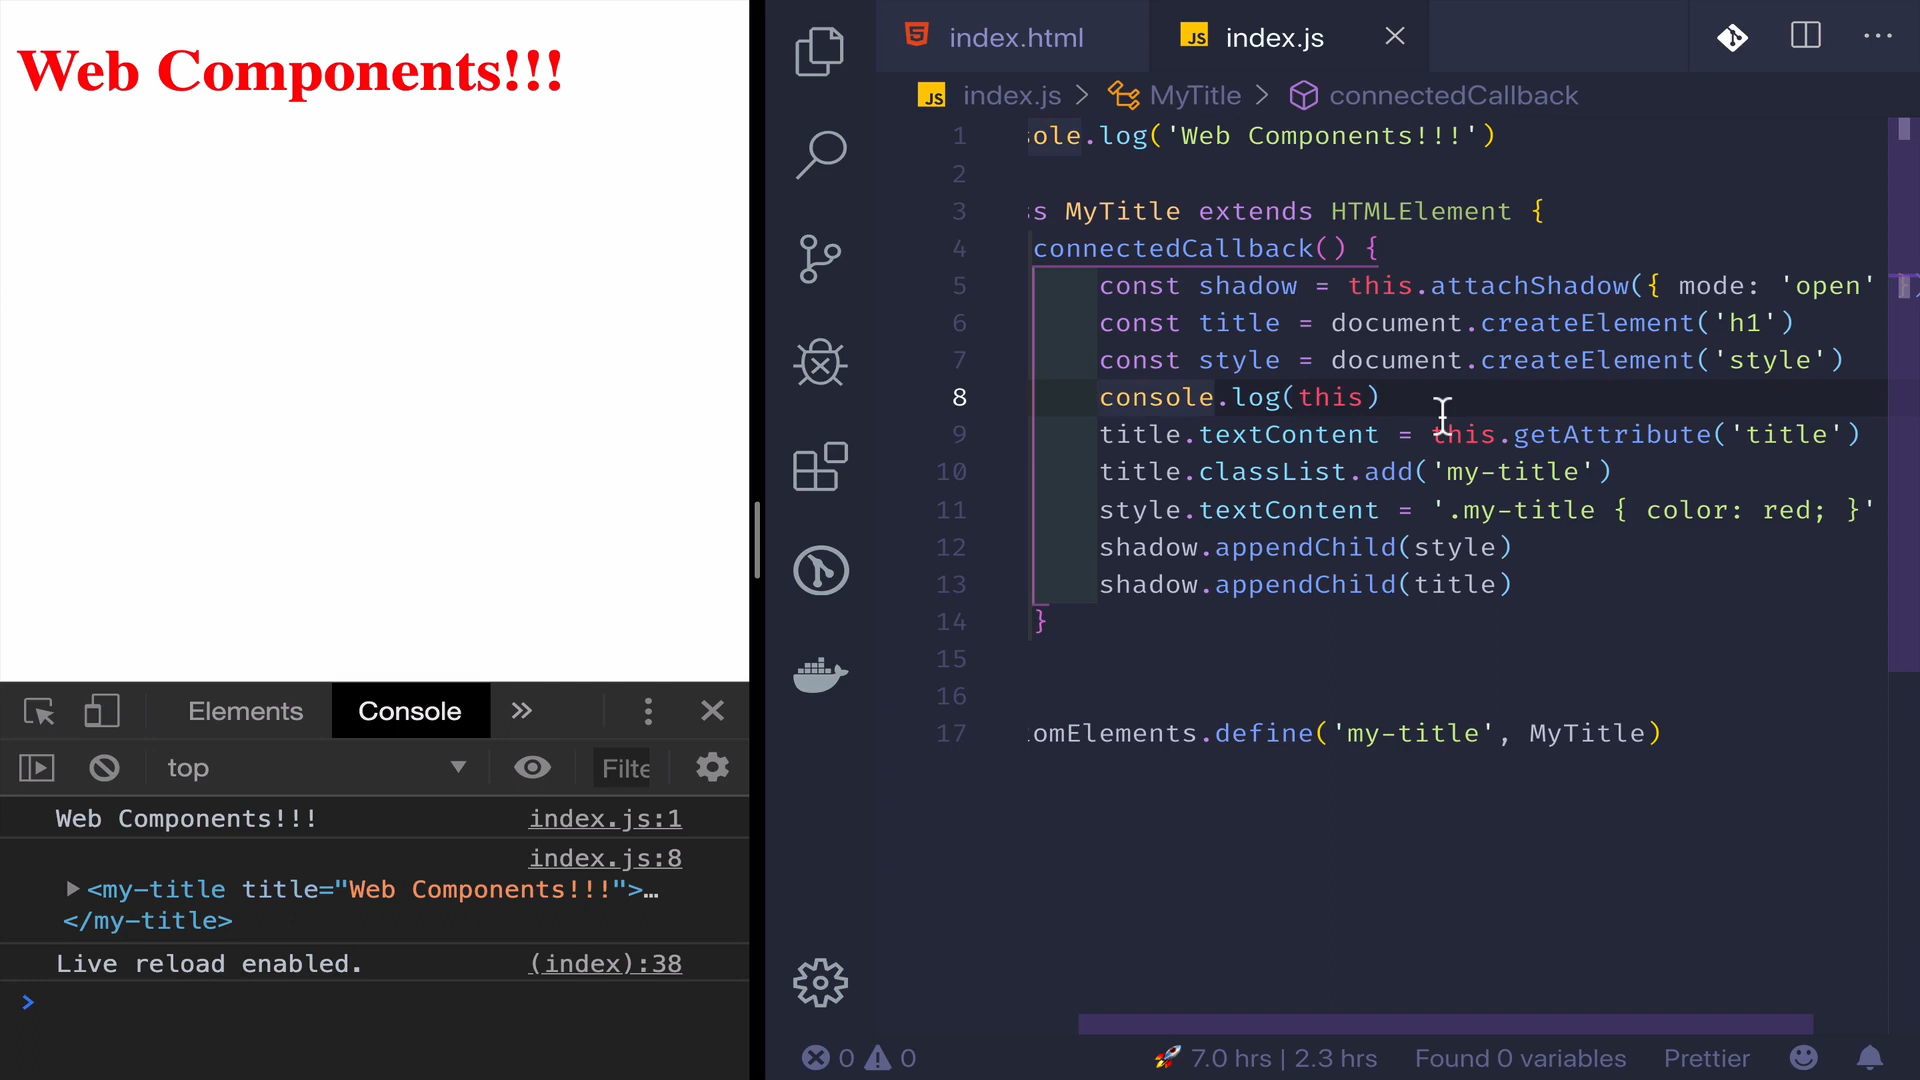 Web Components!!!
Elements
Console
top
Filte
Web Components!!! index.js:1
index.js:8
<my-title title="Web Components!!!">…
</my-title>
Live reload enabled. (index):38
>
index.html
JS index.js
JS index.js > MyTitle > connectedCallback
1 sole.log('Web Components!!!')
2
3 ss MyTitle extends HTMLElement {
4 connectedCallback() {
5 const shadow = this.attachShadow({ mode: 'open' })
6 const title = document.createElement('h1')
7 const style = document.createElement('style')
8 console.log(this)
9 title.textContent = this.getAttribute('title')
10 title.classList.add('my-title')
11 style.textContent = '.my-title { color: red; }'
12 shadow.appendChild(style)
13 shadow.appendChild(title)
14 }
15
16
17 omElements.define('my-title', MyTitle)
0 0
7.0 hrs | 2.3 hrs Found 0 variables Prettier